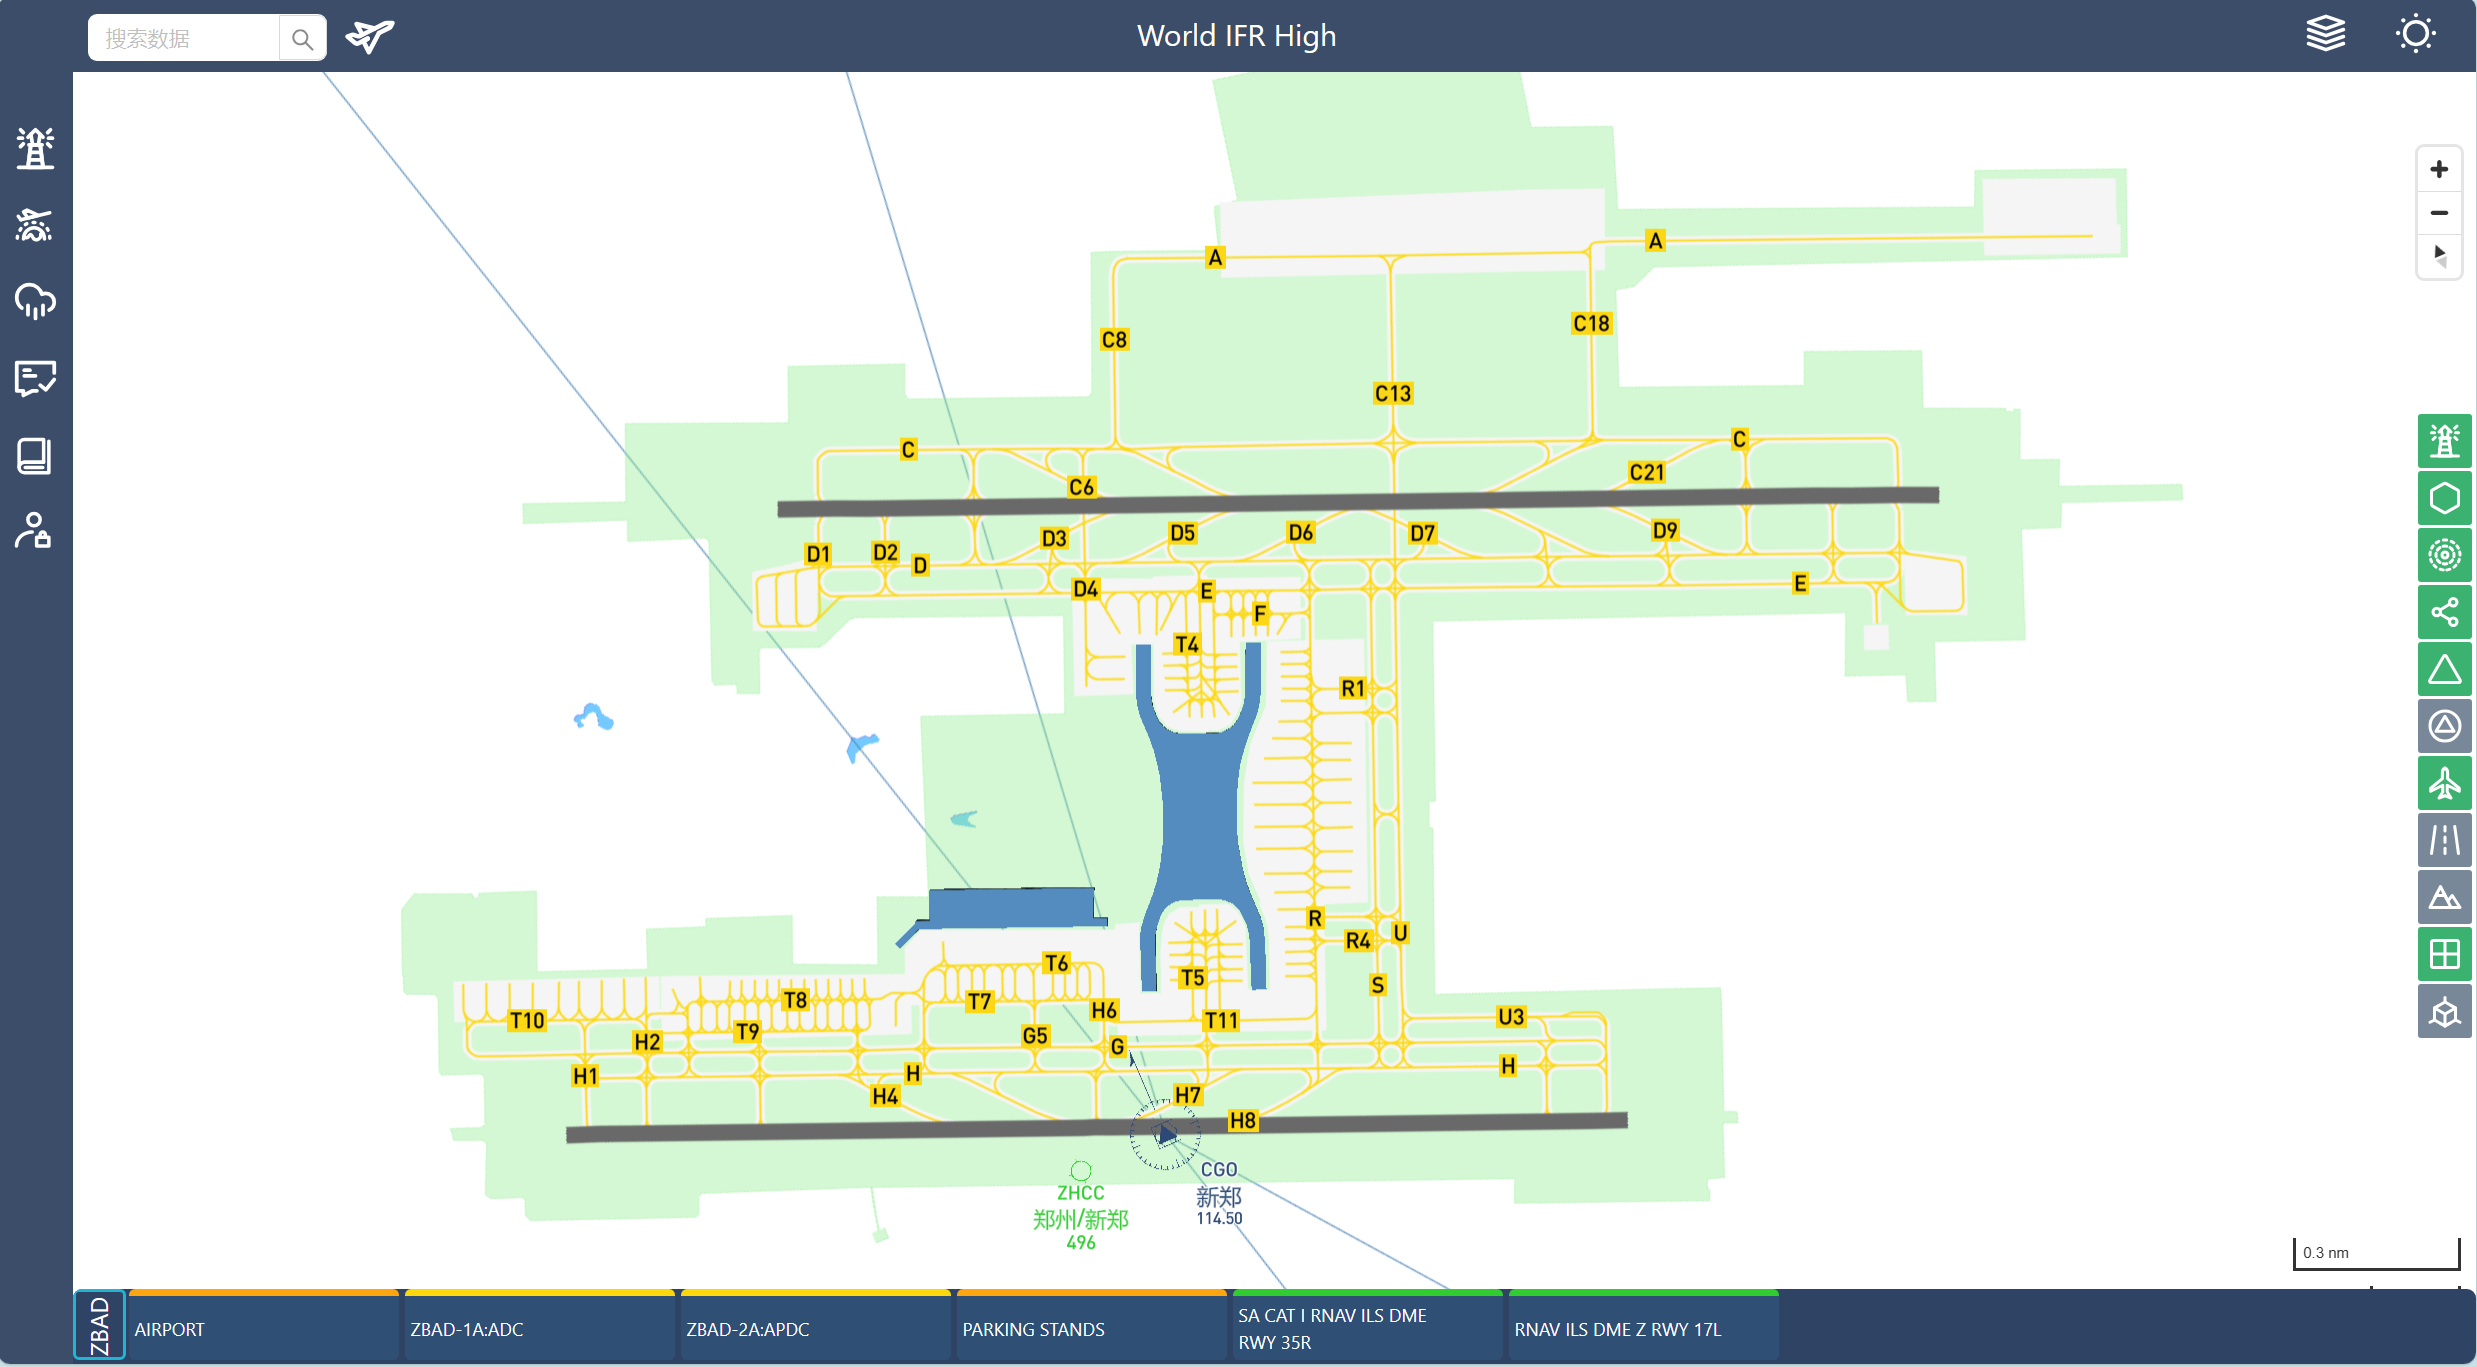 搜索数据
World IFR High
A
A
C8
C18
C13
C
C
C6
C21
D1
D2
D
D3
D5
D6
D7
D9
D4
E
E
F
T4
R1
R
R4
U
S
T5
T6
T7
T8
T9
T10
H6
T11
U3
G5
G
H2
H1
H
H
H4
H7
H8
CGO
新郑
114.50
ZHCC
郑州/新郑
496
0.3 nm
ZBAD
AIRPORT
ZBAD-1A:ADC
ZBAD-2A:APDC
PARKING STANDS
SA CAT I RNAV ILS DME
RWY 35R
RNAV ILS DME Z RWY 17L